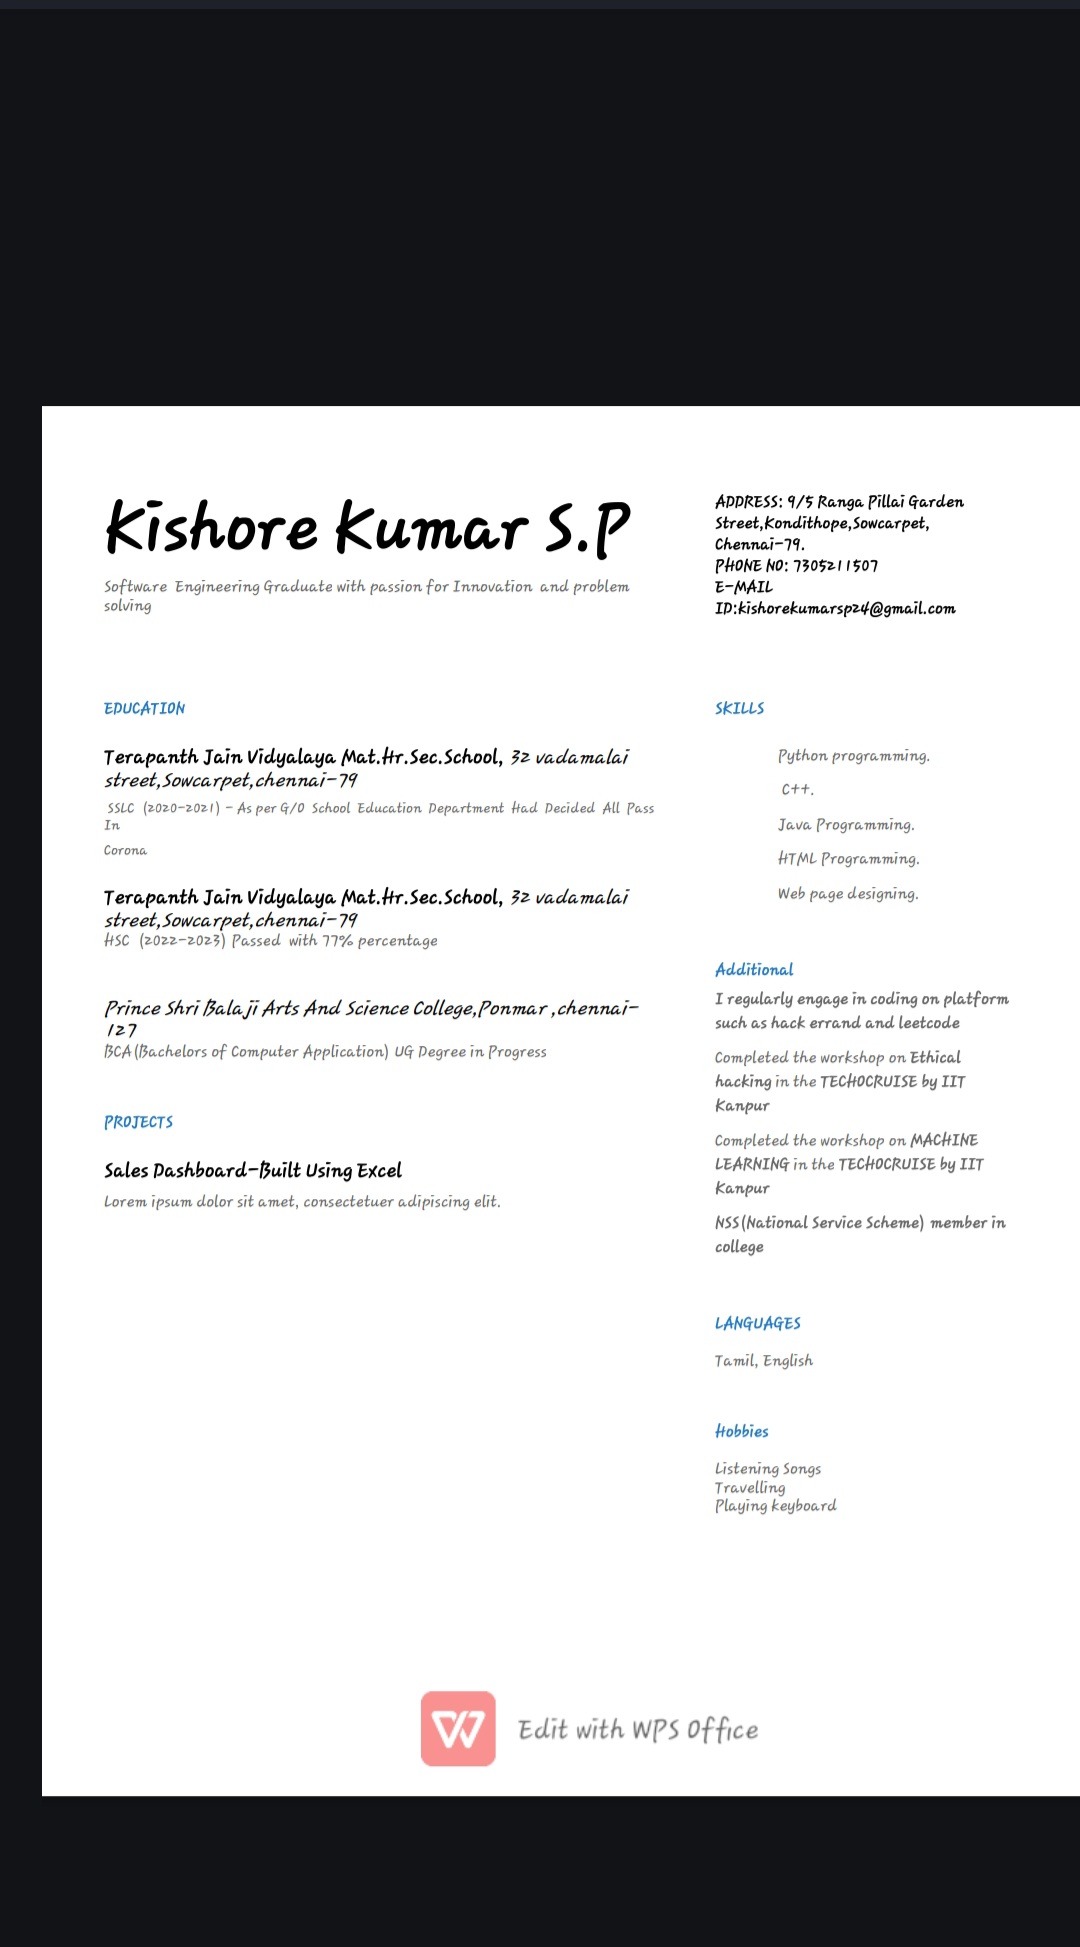 Kishore Kumar S.P
Software Engineering Graduate with passion for Innovation and problem
solving
ADDRESS: 9/5 Ranga Pillai Garden
Street,Kondithope,Sowcarpet,
Chennai-79.
PHONE NO: 7305211507
E-MAIL
ID:kishorekumarsp24@gmail.com
EDUCATION
Terapanth Jain Vidyalaya Mat.Hr.Sec.School, 32 vadamalai
street,Sowcarpet,chennai-79
SSLC (2020-2021) - As per G/O School Education Department Had Decided All Pass
In
Corona
Terapanth Jain Vidyalaya Mat.Hr.Sec.School, 32 vadamalai
street,Sowcarpet,chennai-79
HSC (2022-2023) Passed with 77% percentage
Prince Shri Balaji Arts And Science College,Ponmar ,chennai-
127
BCA(Bachelors of Computer Application) UG Degree in Progress
PROJECTS
Sales Dashboard-Built Using Excel
Lorem ipsum dolor sit amet, consectetuer adipiscing elit.
SKILLS
Python programming.
C++.
Java Programming.
HTML Programming.
Web page designing.
Additional
I regularly engage in coding on platform
such as hack errand and leetcode
Completed the workshop on Ethical
hacking in the TECHOCRUISE by IIT
Kanpur
Completed the workshop on MACHINE
LEARNING in the TECHOCRUISE by IIT
Kanpur
NSS(National Service Scheme) member in
college
LANGUAGES
Tamil, English
Hobbies
Listening Songs
Travelling
Playing keyboard
Edit with WPS Office